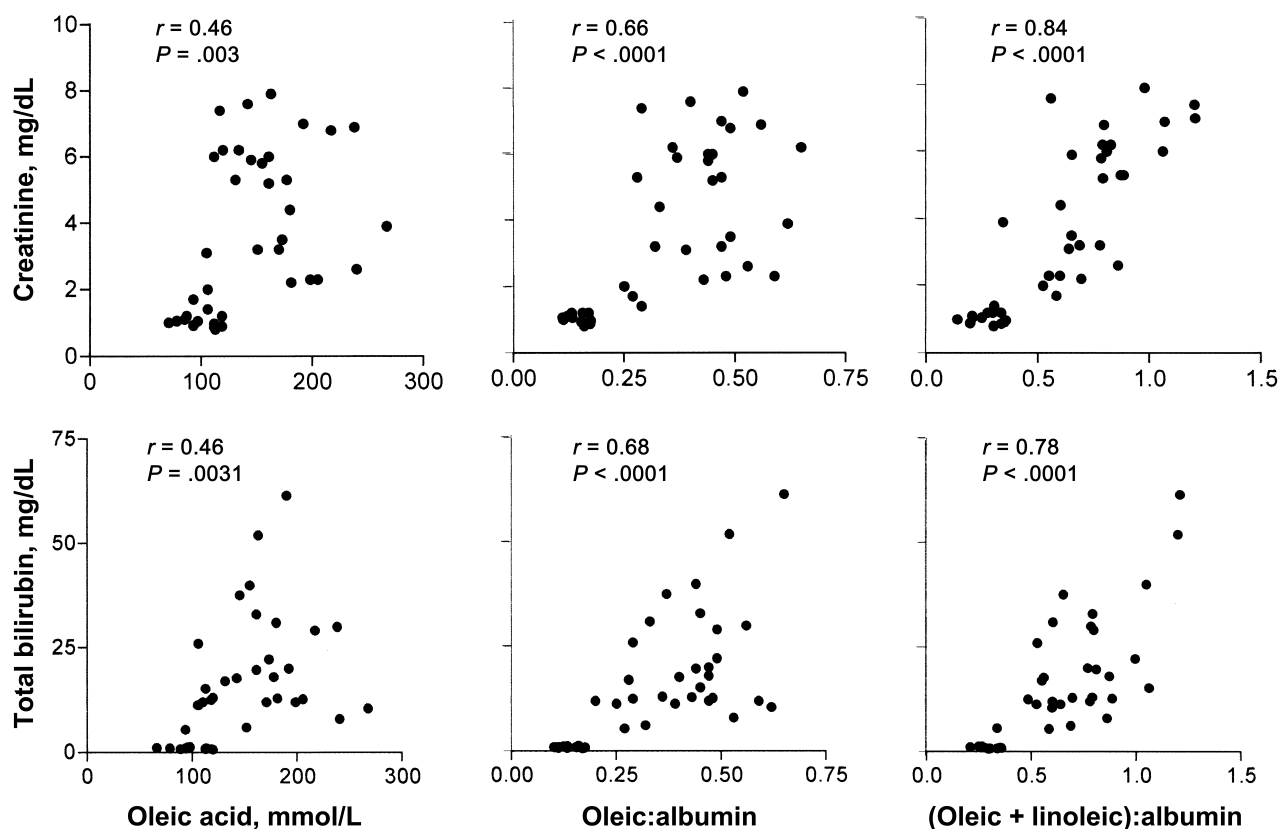 r = 0.46
P = .003
r = 0.66
P < .0001
r = 0.84
P < .0001
Creatinine, mg/dL
10
8
6
4
2
0
0 100 200 300
0.00 0.25 0.50 0.75
0.0 0.5 1.0 1.5
r = 0.46
P = .0031
r = 0.68
P < .0001
r = 0.78
P < .0001
Total bilirubin, mg/dL
75
50
25
0
0 100 200 300
0.00 0.25 0.50 0.75
0.0 0.5 1.0 1.5
Oleic acid, mmol/L
Oleic:albumin
(Oleic + linoleic):albumin